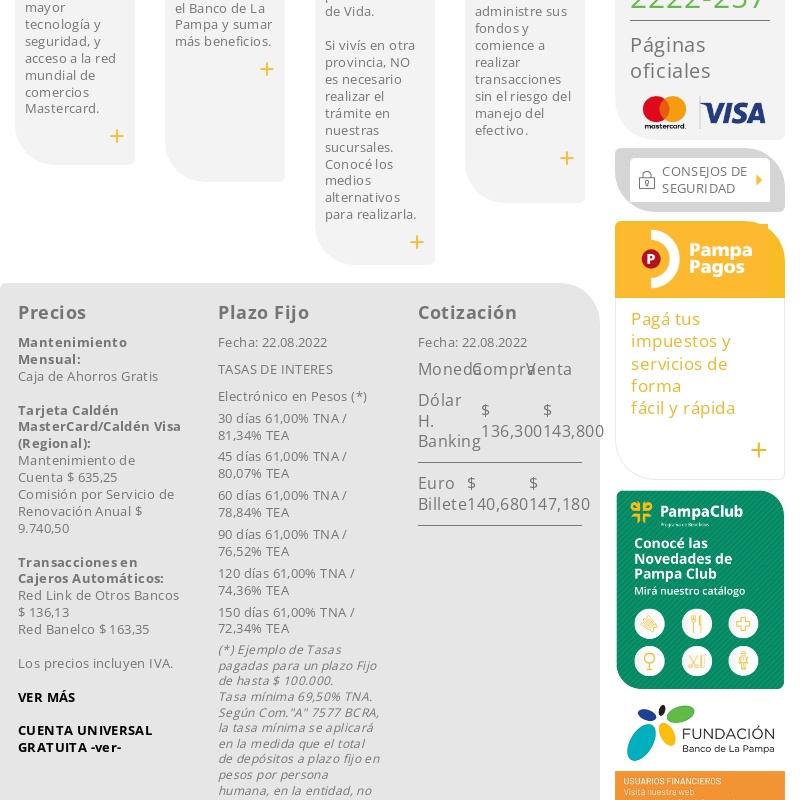 mayor
tecnología y
seguridad, y
acceso a la red
mundial de
comercios
Mastercard.
+
el Banco de La
Pampa y sumar
más beneficios.
+
de Vida.
Si vivís en otra
provincia, NO
es necesario
realizar el
trámite en
nuestras
sucursales.
Conocé los
medios
alternativos
para realizarla.
+
administre sus
fondos y
comience a
realizar
transacciones
sin el riesgo del
manejo del
efectivo.
+
2222-257
Páginas
oficiales
mastercard.
VISA
CONSEJOS DE
SEGURIDAD
P
Pampa
Pagos
Pagá tus
impuestos y
servicios de
forma
fácil y rápida
+
PampaClub
Programa de Beneficios
Conocé las
Novedades de
Pampa Club
Mirá nuestro catálogo
FUNDACIÓN
Banco de La Pampa
USUARIOS FINANCIEROS
Visitá nuestra web
Precios
Mantenimiento
Mensual:
Caja de Ahorros Gratis
Tarjeta Caldén
MasterCard/Caldén Visa
(Regional):
Mantenimiento de
Cuenta $ 635,25
Comisión por Servicio de
Renovación Anual $
9.740,50
Transacciones en
Cajeros Automáticos:
Red Link de Otros Bancos
$ 136,13
Red Banelco $ 163,35
Los precios incluyen IVA.
VER MÁS
CUENTA UNIVERSAL
GRATUITA -ver-
Plazo Fijo
Fecha: 22.08.2022
TASAS DE INTERES
Electrónico en Pesos (*)
30 días 61,00% TNA /
81,34% TEA
45 días 61,00% TNA /
80,07% TEA
60 días 61,00% TNA /
78,84% TEA
90 días 61,00% TNA /
76,52% TEA
120 días 61,00% TNA /
74,36% TEA
150 días 61,00% TNA /
72,34% TEA
(*) Ejemplo de Tasas
pagadas para un plazo Fijo
de hasta $ 100.000.
Tasa mínima 69,50% TNA.
Según Com."A" 7577 BCRA,
la tasa mínima se aplicará
en la medida que el total
de depósitos a plazo fijo en
pesos por persona
humana, en la entidad, no
Cotización
Fecha: 22.08.2022
Moneda Compra Venta
Dólar
H.
Banking
$
136,300
$
143,800
Euro
Billete
$
140,680
$
147,180